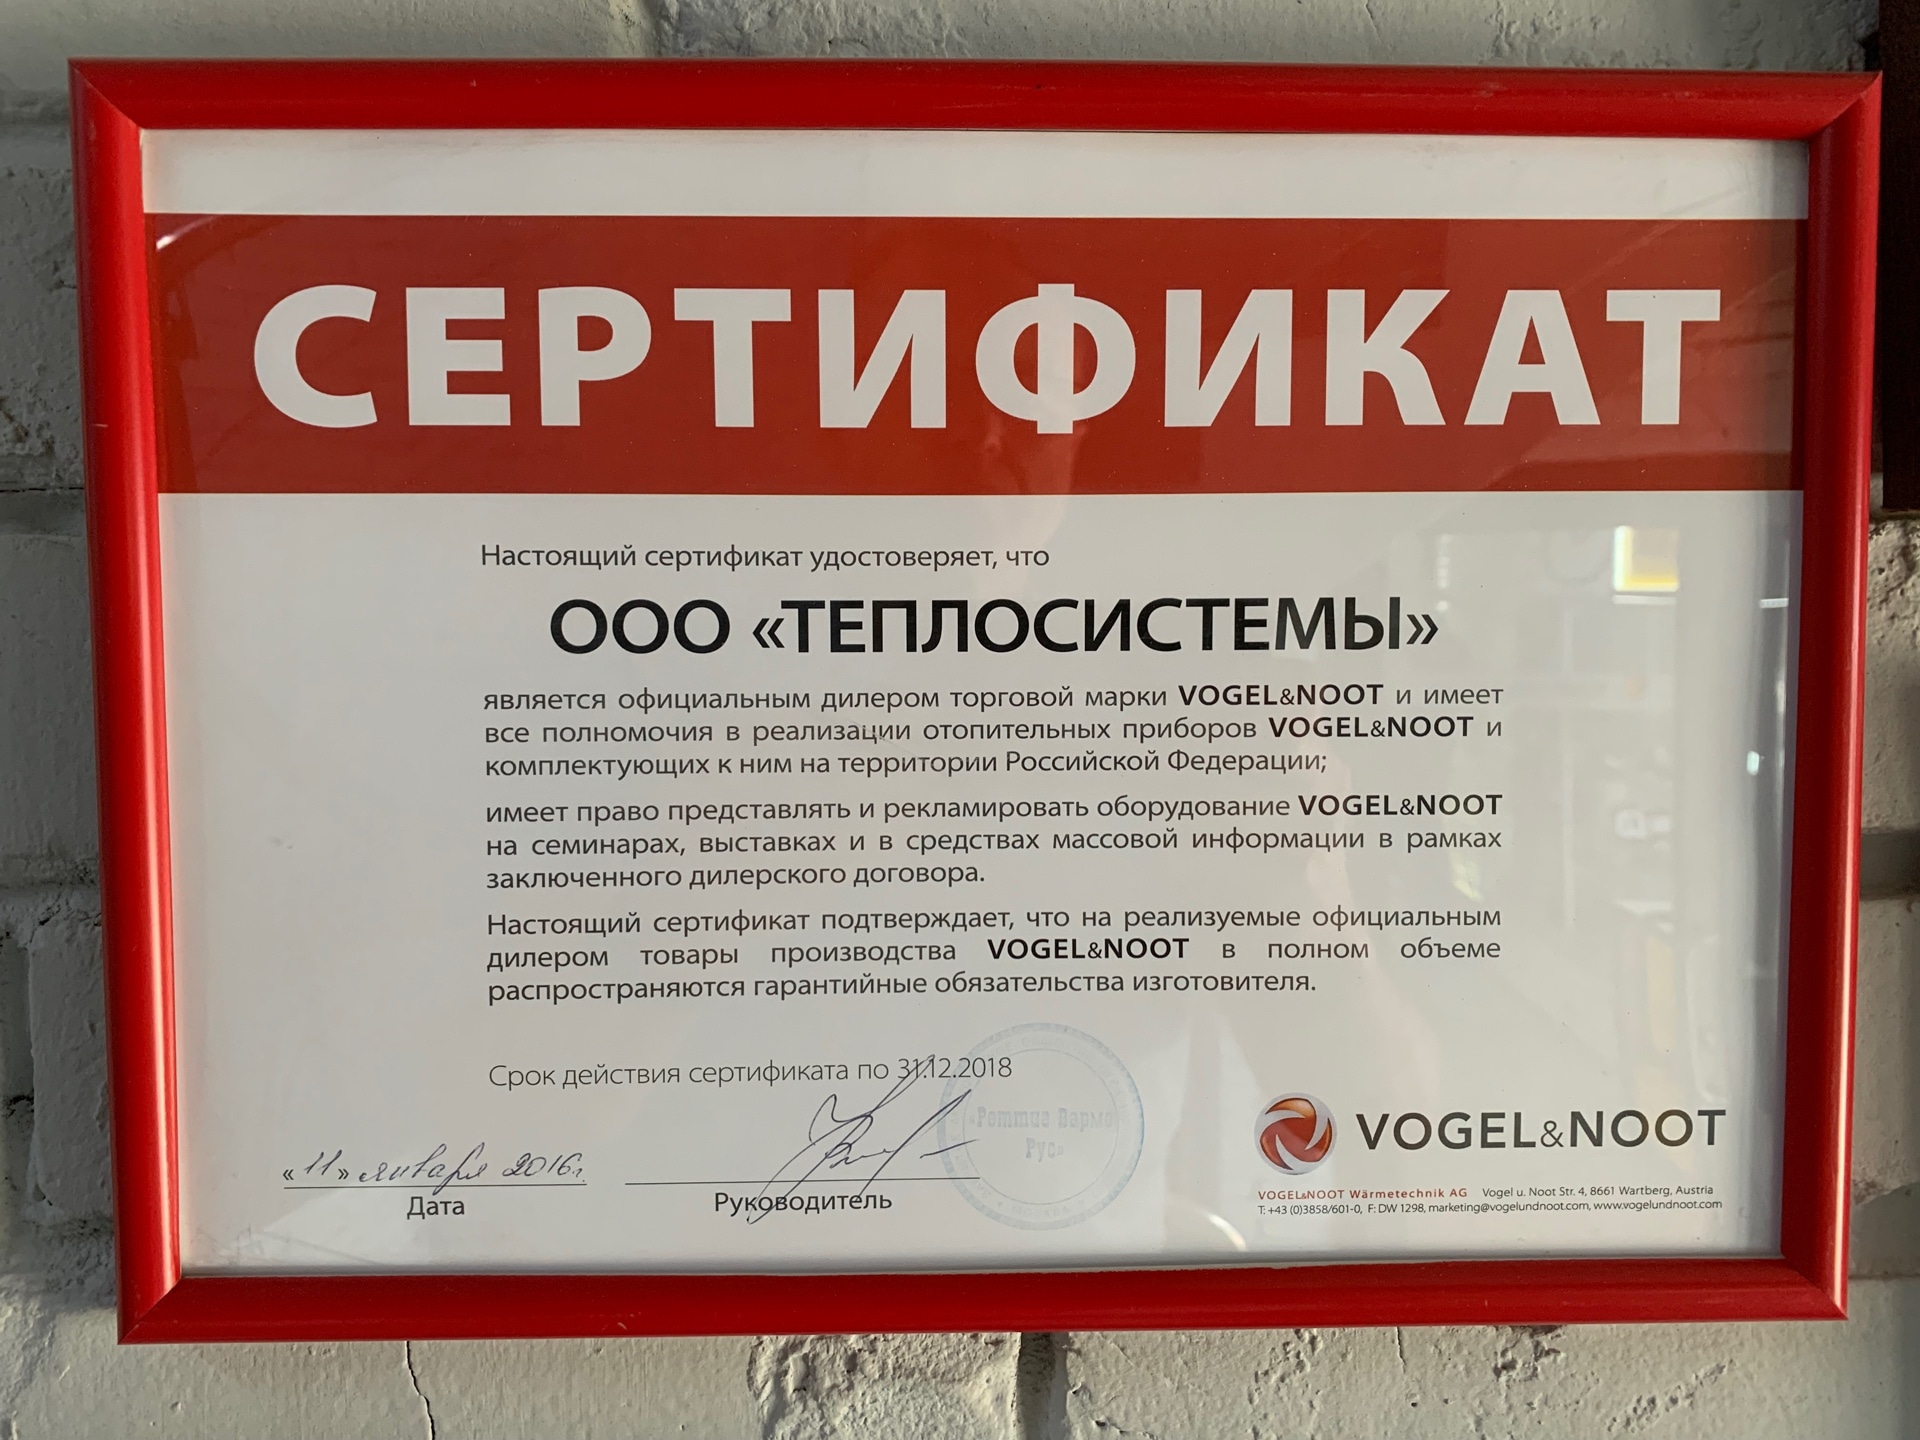 СЕРТИФИКАТ
Настоящий сертификат удостоверяет, что
ООО «ТЕПЛОСИСТЕМЫ»
является официальным дилером торговой марки VOGEL&NOOT и имеет
все полномочия в реализации отопительных приборов VOGEL&NOOT и
комплектующих к ним на территории Российской Федерации;
имеет право представлять и рекламировать оборудование VOGEL&NOOT
на семинарах, выставках и в средствах массовой информации в рамках
заключенного дилерского договора.
Настоящий сертификат подтверждает, что на реализуемые официальным
дилером товары производства VOGEL&NOOT в полном объеме
распространяются гарантийные обязательства изготовителя.
Срок действия сертификата по 31.12.2018
«11» января 2016г.
Дата
Руководитель
«Реттиг Варме
Рус»
МОСКВА
VOGEL&NOOT
VOGEL&NOOT Wärmetechnik AG Vogel u. Noot Str. 4, 8661 Wartberg, Austria
T: +43 (0)3858/601-0, F: DW 1298, marketing@vogelundnoot.com, www.vogelundnoot.com